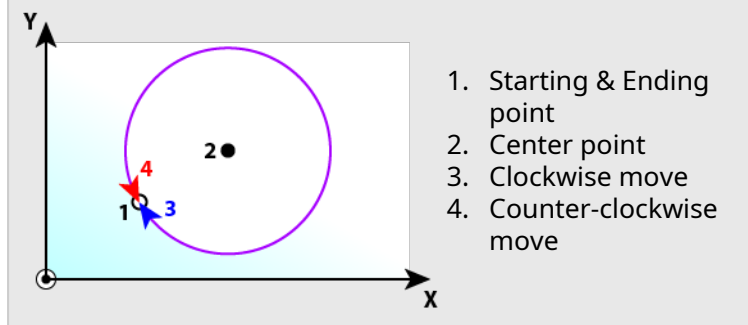 Y
2
4
1
3
X
1. Starting & Ending
point
2. Center point
3. Clockwise move
4. Counter-clockwise
move